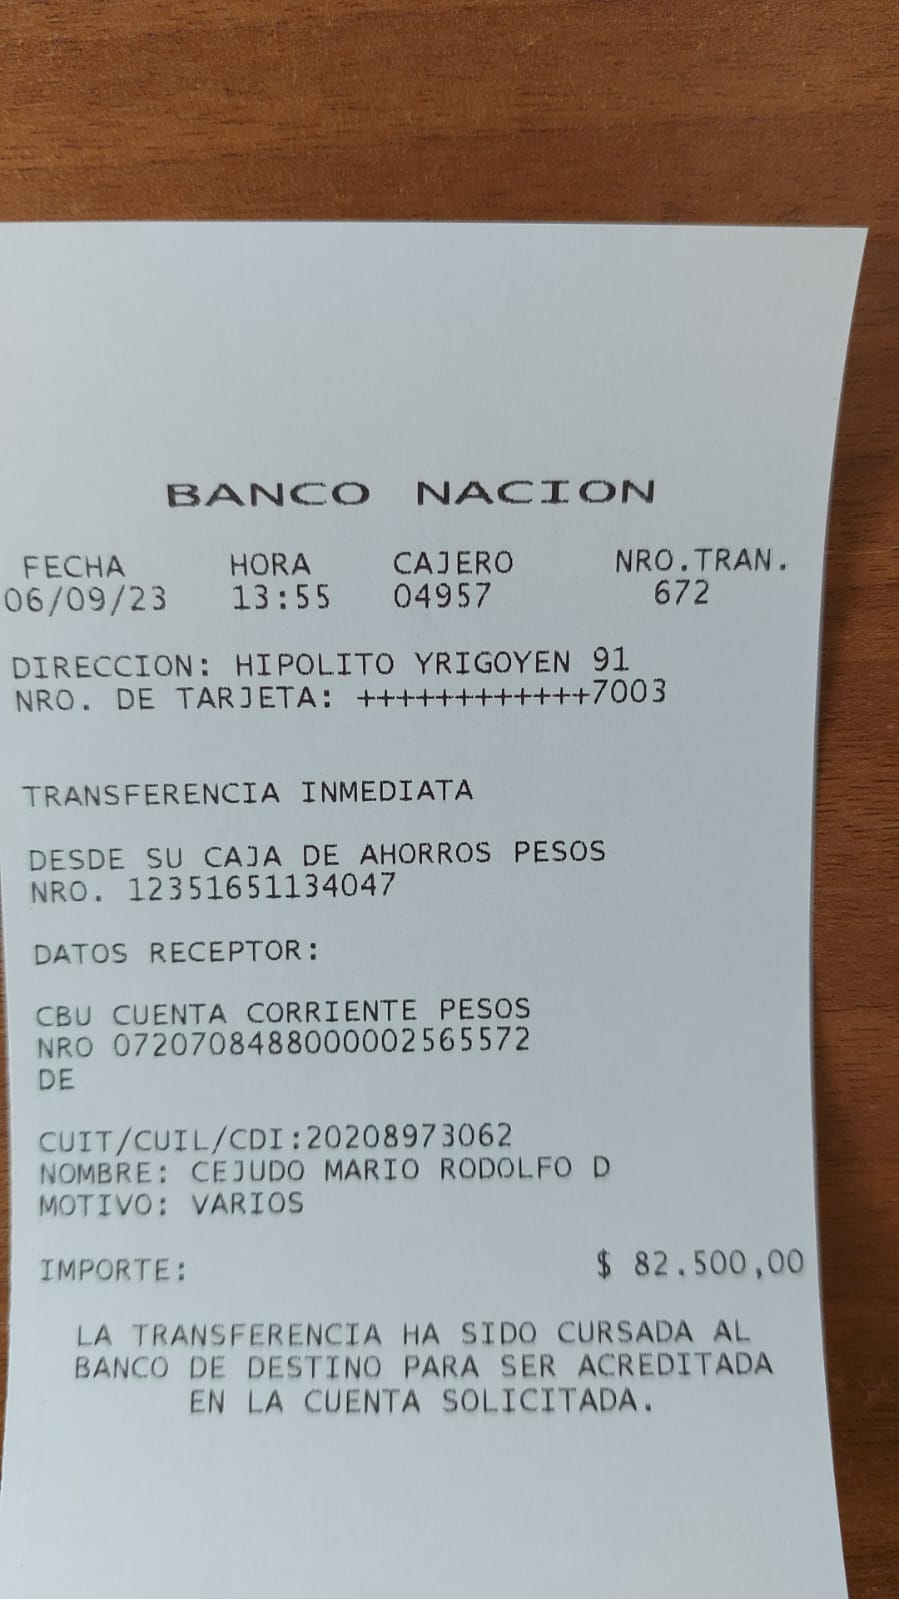 BANCO NACION
FECHA HORA CAJERO NRO.TRAN.
06/09/23 13:55 04957 672
DIRECCION: HIPOLITO YRIGOYEN 91
NRO. DE TARJETA: ++++++++++++7003
TRANSFERENCIA INMEDIATA
DESDE SU CAJA DE AHORROS PESOS
NRO. 12351651134047
DATOS RECEPTOR:
CBU CUENTA CORRIENTE PESOS
NRO 0720708488000002565572
DE
CUIT/CUIL/CDI:20208973062
NOMBRE: CEJUDO MARIO RODOLFO D
MOTIVO: VARIOS
IMPORTE: $ 82.500,00
LA TRANSFERENCIA HA SIDO CURSADA AL
BANCO DE DESTINO PARA SER ACREDITADA
EN LA CUENTA SOLICITADA.